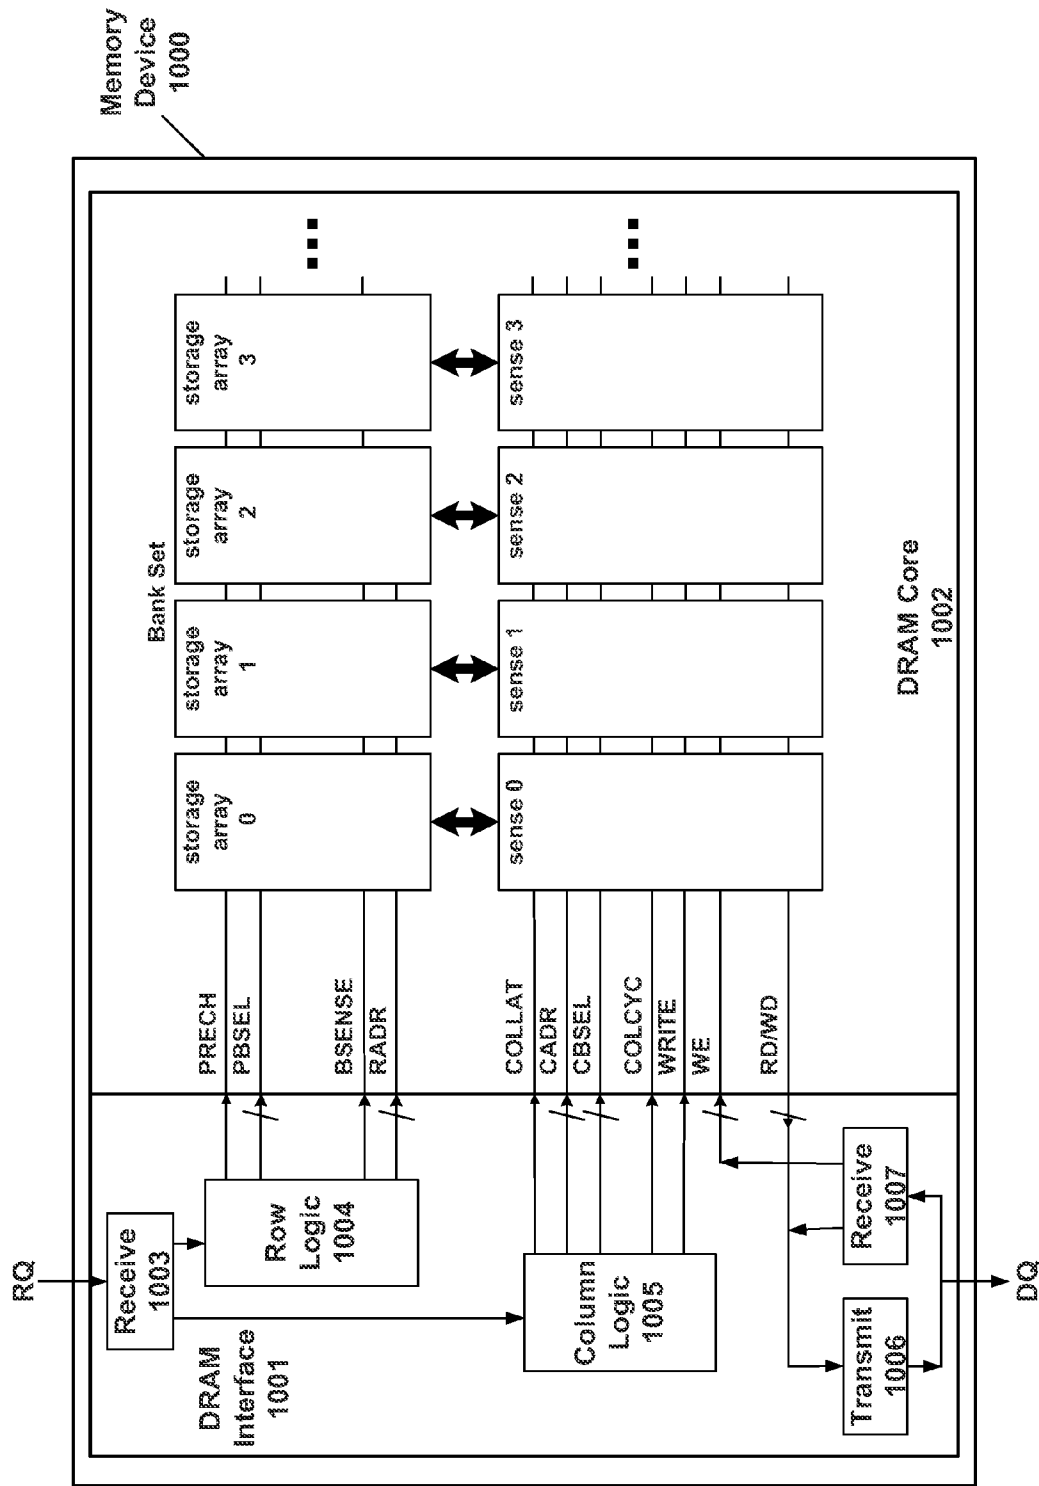 Memory
Device
1000
RQ
Receive
1003
DRAM
Interface
1001
Row
Logic
1004
Column
Logic
1005
Transmit
1006
Receive
1007
DQ
PRECH
PBSEL
BSENSE
RADR
COLLAT
CADR
CBSEL
COLCYC
WRITE
WE
RD/WD
Bank Set
storage
array
0
storage
array
1
storage
array
2
storage
array
3
sense 0
sense 1
sense 2
sense 3
DRAM Core
1002